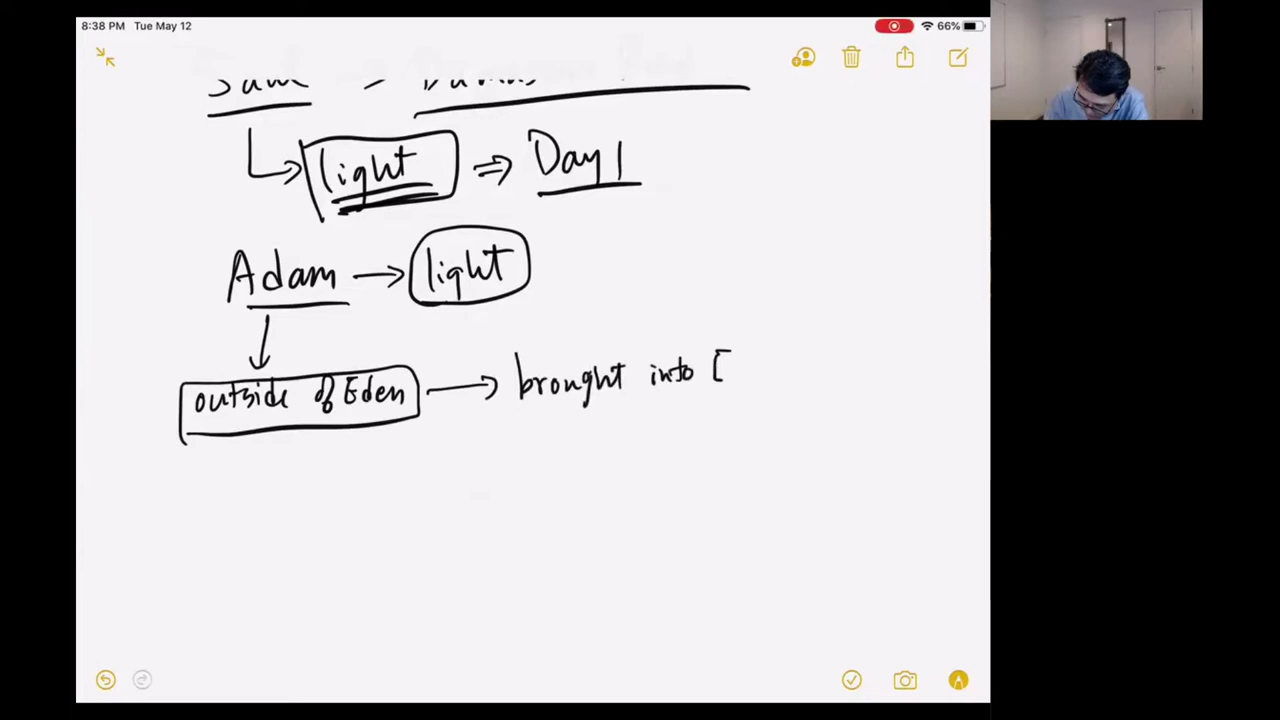 8:38 PM Tue May 12 66%
light ⇒ Day 1
Adam → light
outside of Eden → brought into [